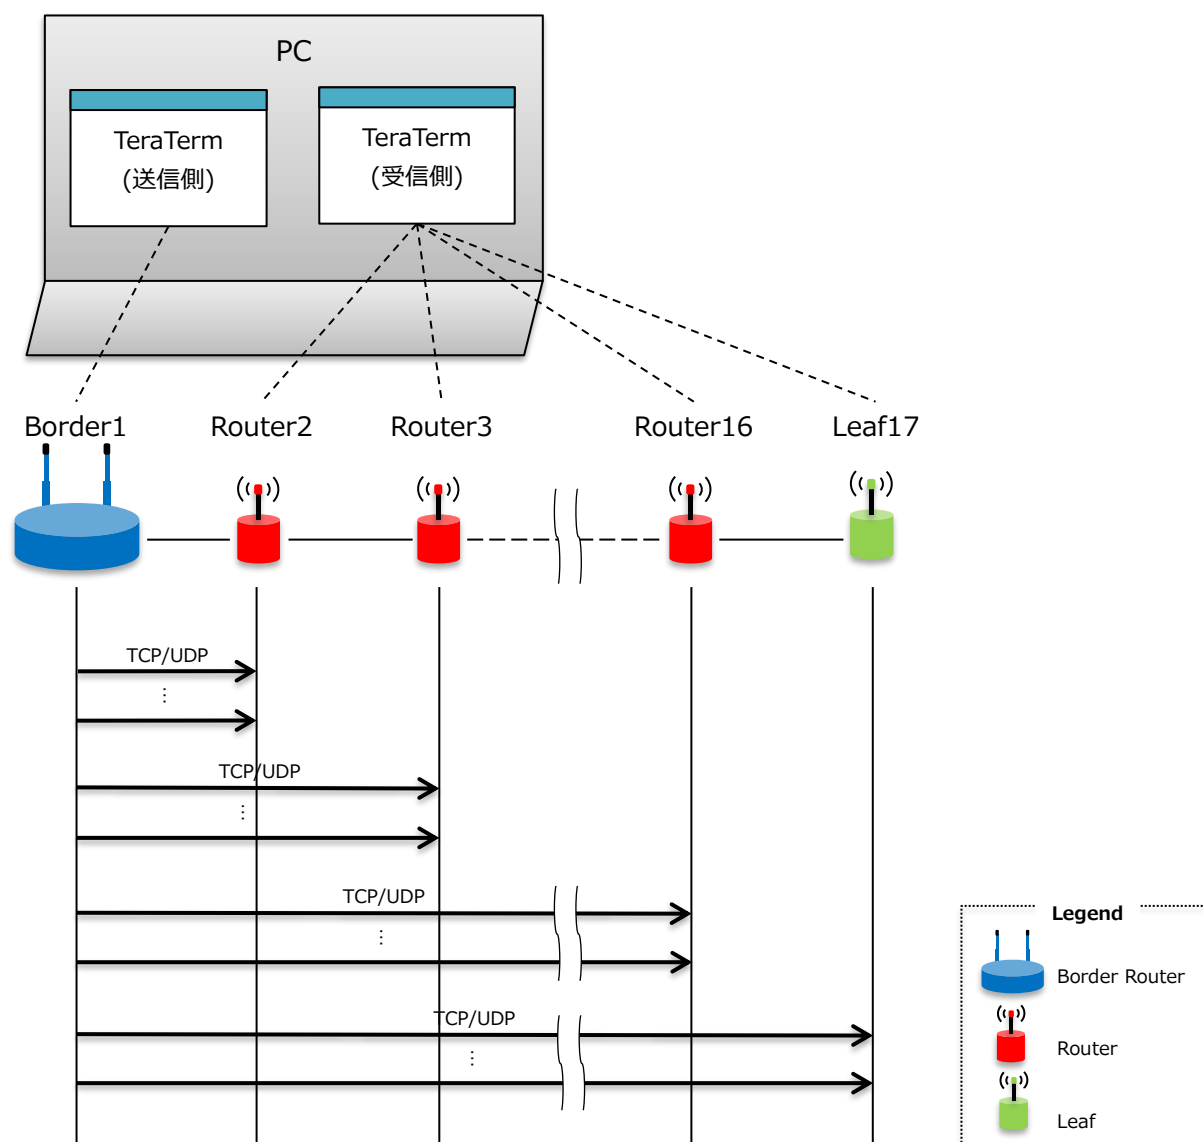 PC
TeraTerm
(送信側)
TeraTerm
(受信側)
Border1
Router2
Router3
Router16
Leaf17
TCP/UDP
...
TCP/UDP
...
TCP/UDP
...
TCP/UDP
...
Legend
Border Router
Router
Leaf